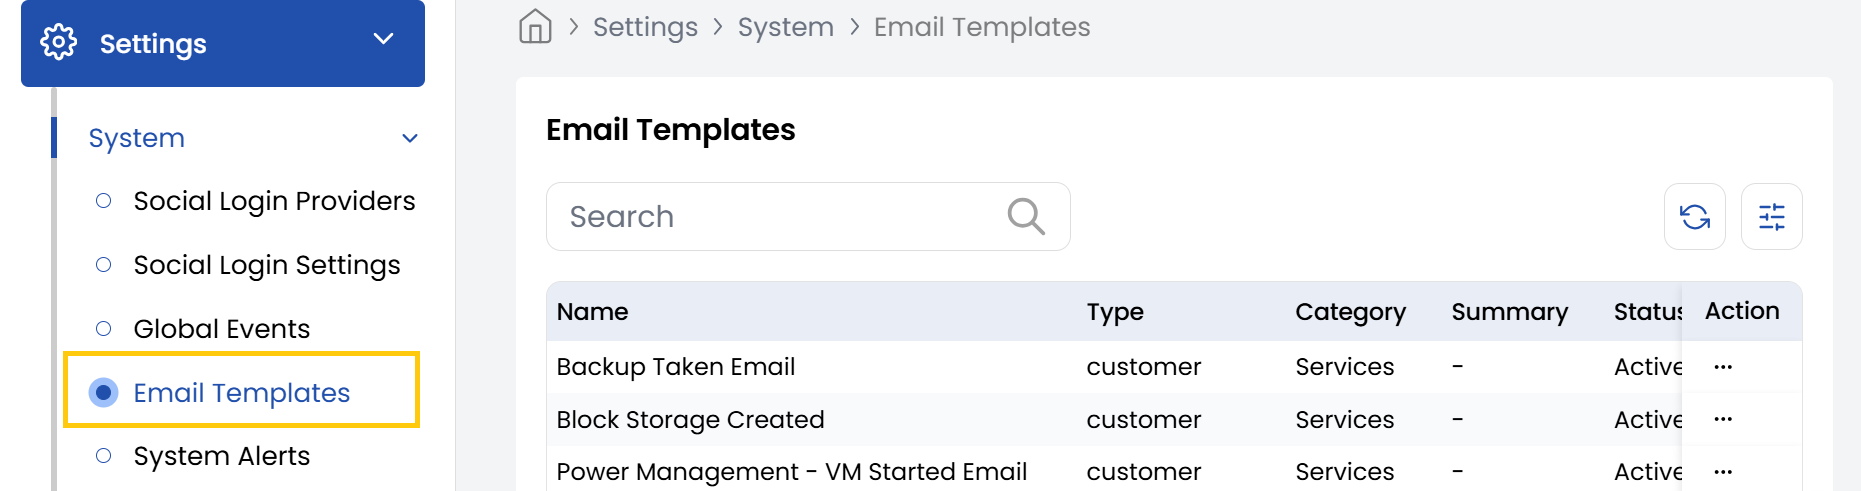 Settings
System
Social Login Providers
Social Login Settings
Global Events
Email Templates
System Alerts
Settings > System > Email Templates
Email Templates
Search
Name Type Category Summary Status Action
Backup Taken Email customer Services - Active ...
Block Storage Created customer Services - Active ...
Power Management - VM Started Email customer Services - Active ...